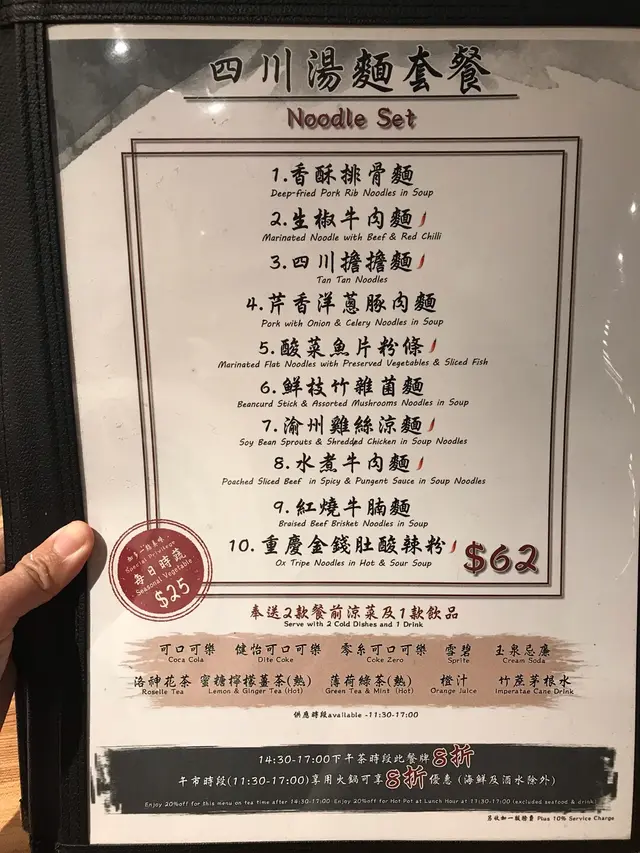 四川湯麵套餐
Noodle Set
1.香酥排骨麵
Deep-fried Pork Rib Noodles in Soup
2.生椒牛肉麵
Marinated Noodle with Beef & Red Chilli
3.四川擔擔麵
Tan Tan Noodles
4.芹香洋蔥豚肉麵
Pork with Onion & Celery Noodles in Soup
5.酸菜魚片粉條
Marinated Flat Noodles with Preserved Vegetables & Sliced Fish
6.鮮枝竹雜菌麵
Beancurd Stick & Assorted Mushrooms Noodles in Soup
7.渝州雞絲涼麵
Soy Bean Sprouts & Shredded Chicken in Soup Noodles
8.水煮牛肉麵
Poached Sliced Beef in Spicy & Pungent Sauce in Soup Noodles
9.紅燒牛腩麵
Braised Beef Brisket Noodles in Soup
10.重慶金錢肚酸辣粉
Ox Tripe Noodles in Hot & Sour Soup
$62
Special Privilege
每日時蔬
Seasonal Vegetable
$25
奉送2款餐前涼菜及1款飲品
Serve with 2 Cold Dishes and 1 Drink
可口可樂 健怡可口可樂 零系可口可樂 雪碧 玉泉忌廉
Coca Cola Dite Coke Coke Zero Sprite Cream Soda
洛神花茶 蜜糖檸檬薑茶(熱) 薄荷綠茶(熱) 橙汁 竹蔗茅根水
Roselle Tea Lemon & Ginger Tea (Hot) Green Tea & Mint (Hot) Orange Juice Imperatae Cane Drink
供應時段available -11:30-17:00
14:30-17:00下午茶時段此餐牌8折
午市時段(11:30-17:00)享用火鍋可享8折優惠 (海鮮及酒水除外)
Enjoy 20%off for this menu on tea time after 14:30-17:00 Enjoy 20%off for Hot Pot at Lunch Hour at 11:30-17:00 (excluded seafood & drink)
另收加一服務費 Plus 10% Service Charge